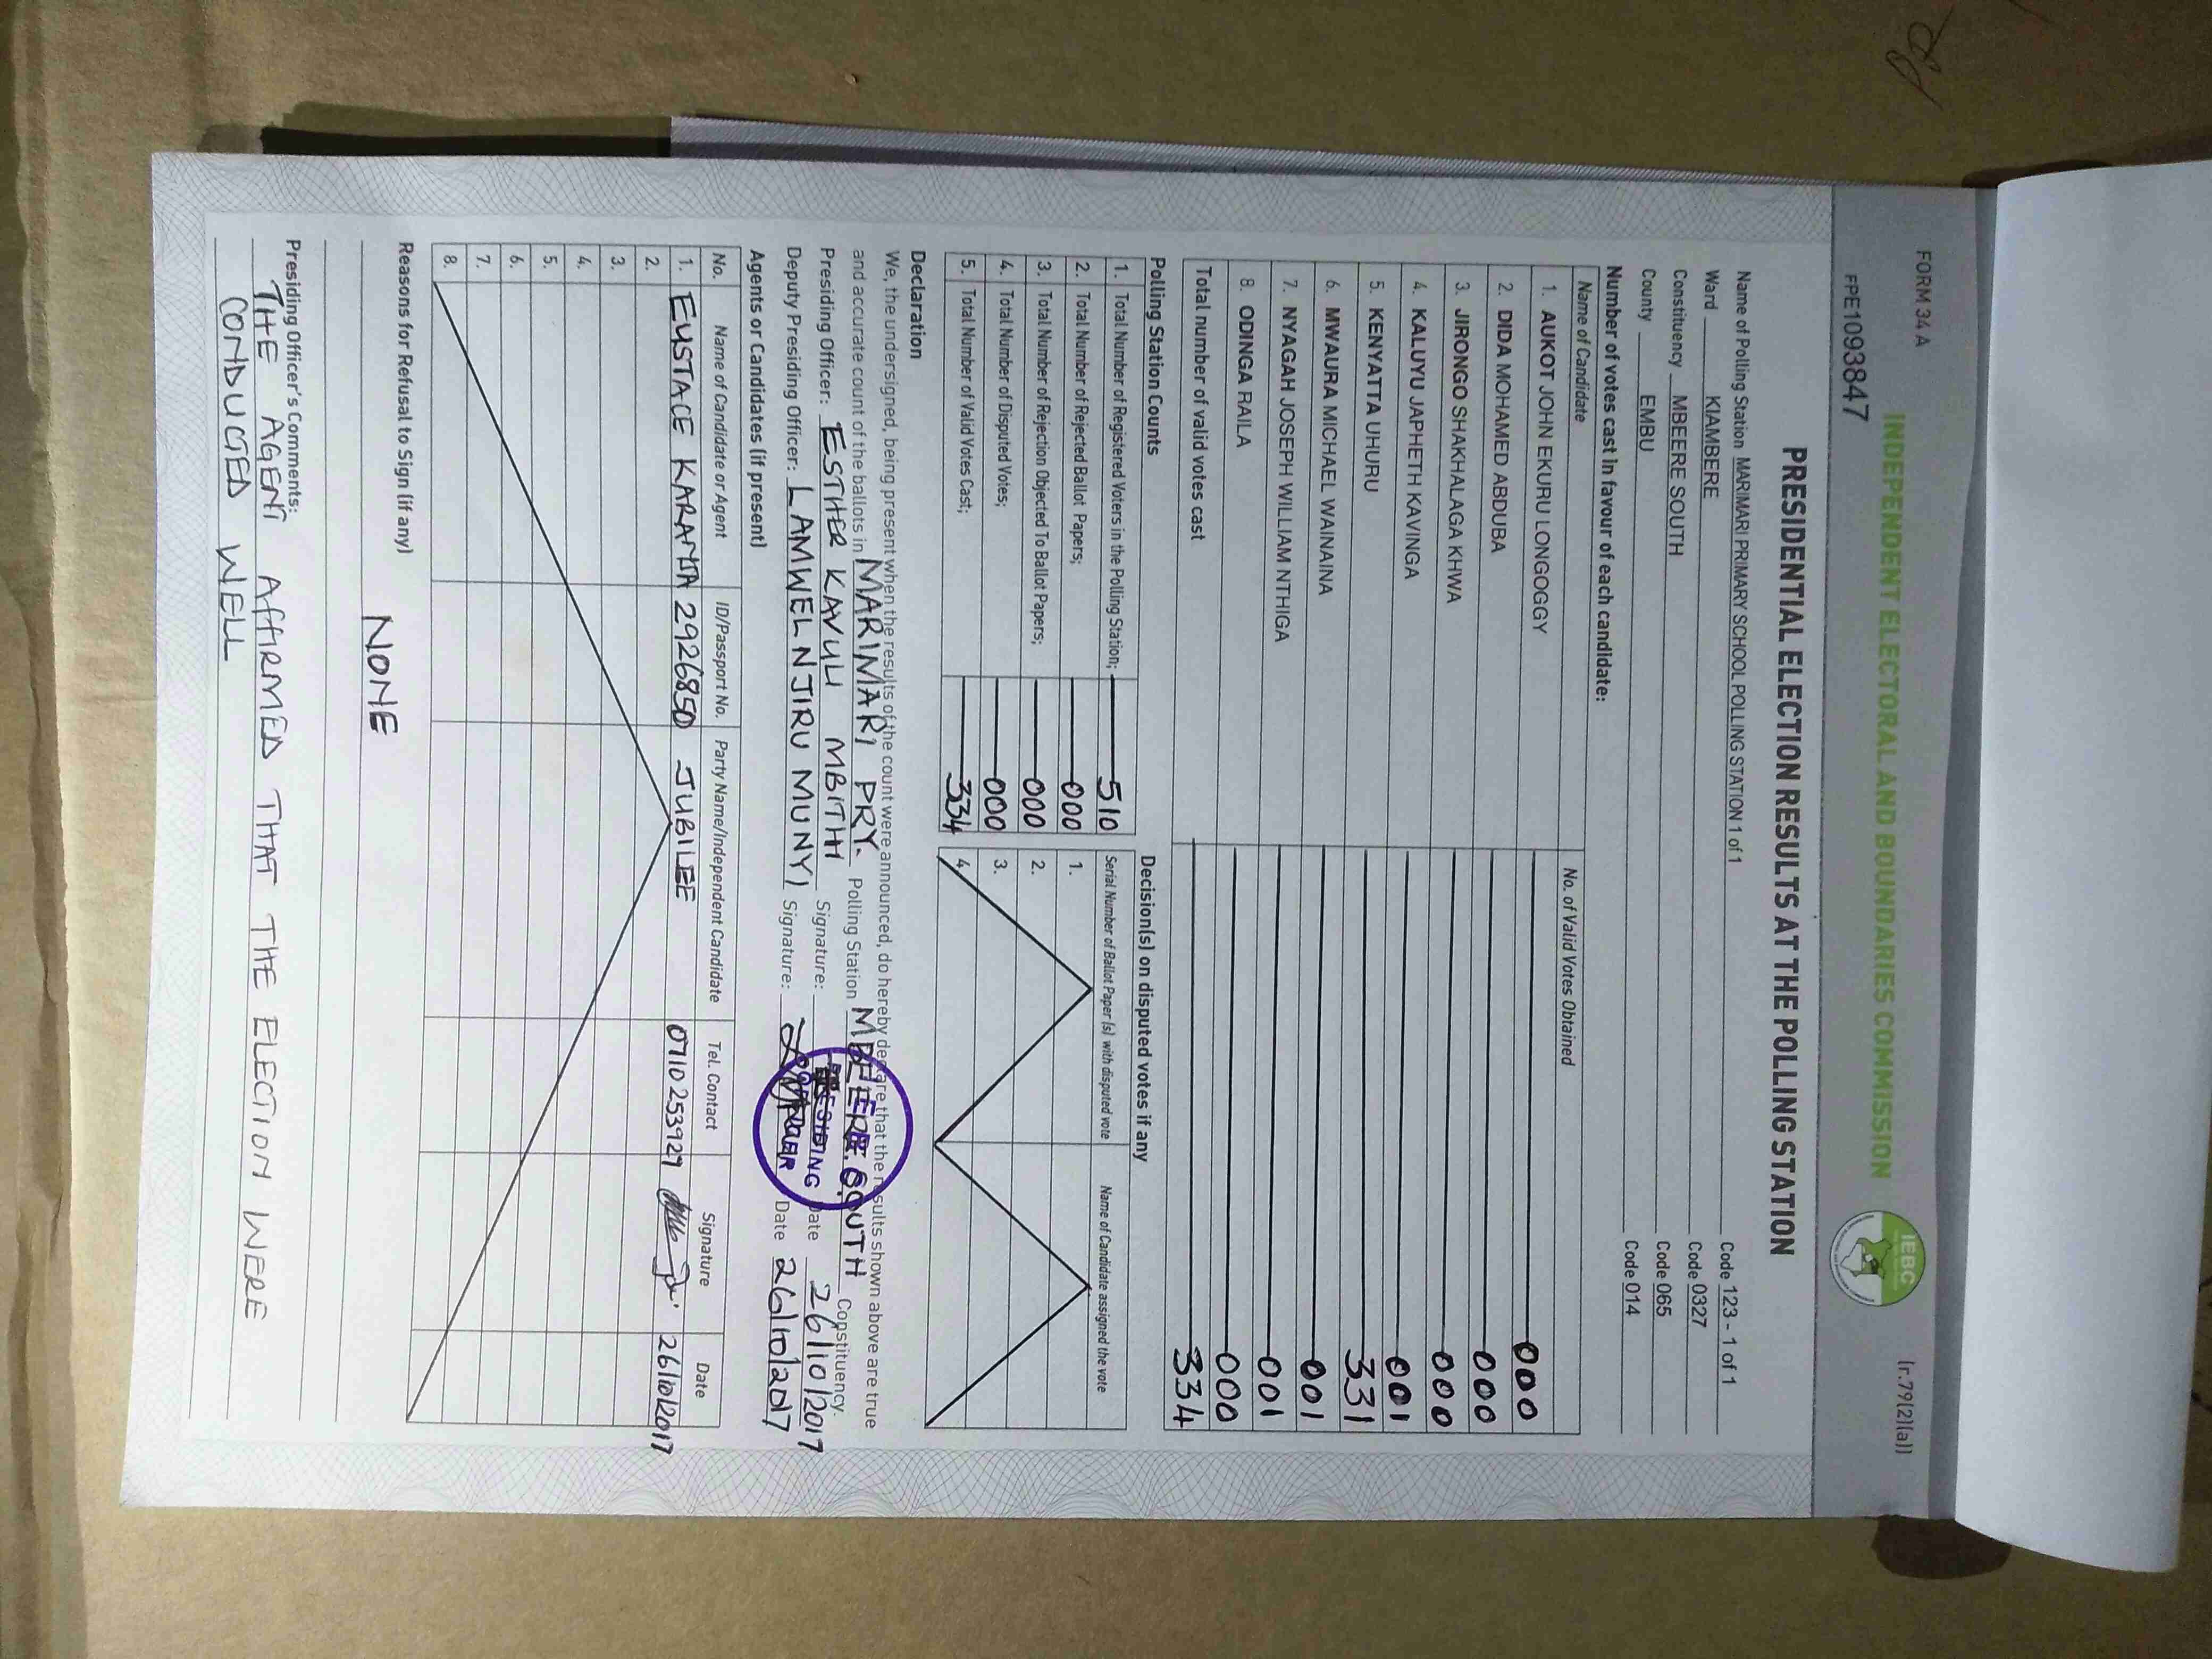 FORM 34 A
(r.79(2)(a))
INDEPENDENT ELECTORAL AND BOUNDARIES COMMISSION
IEBC
FPE1093847
PRESIDENTIAL ELECTION RESULTS AT THE POLLING STATION
Name of Polling Station MARIMARI PRIMARY SCHOOL POLLING STATION 1 of 1 Code 123 - 1 of 1
Ward KIAMBERE Code 0327
Constituency MBEERE SOUTH Code 065
County EMBU Code 014
Number of votes cast in favour of each candidate:
Name of Candidate No. of Valid Votes Obtained
1. AUKOT JOHN EKURU LONGOGGY 000
2. DIDA MOHAMED ABDUBA 000
3. JIRONGO SHAKHALAGA KHWA 000
4. KALUYU JAPHETH KAVINGA 001
5. KENYATTA UHURU 331
6. MWAURA MICHAEL WAINAINA 001
7. NYAGAH JOSEPH WILLIAM NTHIGA 001
8. ODINGA RAILA 000
Total number of valid votes cast 334
Polling Station Counts
1. Total Number of Registered Voters in the Polling Station; 510
2. Total Number of Rejected Ballot Papers; 000
3. Total Number of Rejection Objected To Ballot Papers; 000
4. Total Number of Disputed Votes; 000
5. Total Number of Valid Votes Cast; 334
Decision(s) on disputed votes if any
Serial Number of Ballot Paper (s) with disputed vote Name of Candidate assigned the vote
1.
2.
3.
4.
Declaration
We, the undersigned, being present when the results of the count were announced, do hereby declare that the results shown above are true
and accurate count of the ballots in MARIMARI PRY. Polling Station MBEERE SOUTH Constituency.
Presiding Officer: ESTHER KAVULI MBITHI Signature: Date 26/10/2017
Deputy Presiding Officer: LAMWEL NJIRU MUNYI Signature: Date 26/10/2017
PRESIDING
Agents or Candidates (if present)
No. Name of Candidate or Agent ID/Passport No. Party Name/Independent Candidate Tel. Contact Signature Date
1. EUSTACE 2926850 JUBILEE 0710253929 26/10/2017
2.
3.
4.
5.
6.
7.
8.
Reasons for Refusal to Sign (if any)
NONE
Presiding Officer's Comments:
THE AGENT AFFIRMED THAT THE ELECTION WERE
CONDUCTED WELL